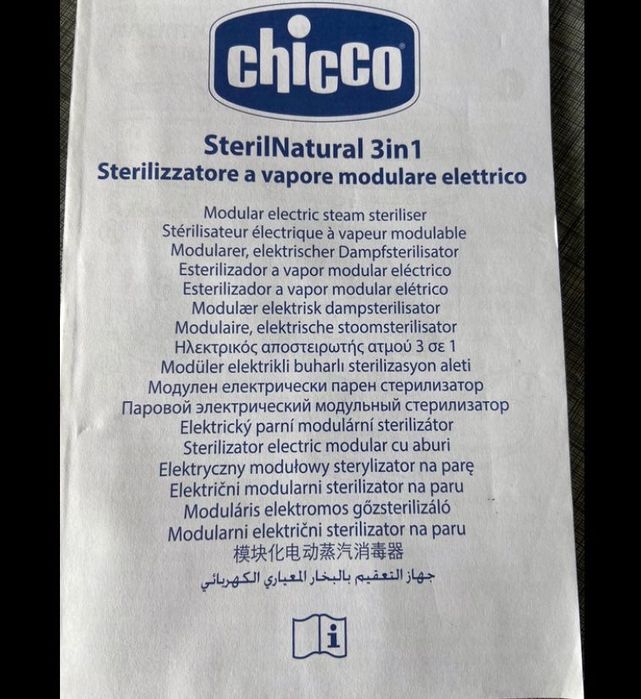 chicco
SterilNatural 3in1
Sterilizzatore a vapore modulare elettrico
Modular electric steam steriliser
Stérilisateur électrique à vapeur modulable
Modularer, elektrischer Dampfsterilisator
Esterilizador a vapor modular eléctrico
Esterilizador a vapor modular elétrico
Modulær elektrisk dampsterilisator
Modulaire, elektrische stoomsterilisator
Ηλεκτρικός αποστειρωτής ατμού 3 σε 1
Modüler elektrikli buharlı sterilizasyon aleti
Модулен електрически парен стерилизатор
Паровой электрический модульный стерилизатор
Elektrický parní modulární sterilizátor
Sterilizator electric modular cu aburi
Elektryczny modułowy sterylizator na parę
Električni modularni sterilizator na paru
Moduláris elektromos gőzsterilizáló
Modularni električni sterilizator na paru
模块化电动蒸汽消毒器
جهاز التعقيم بالبخار المعياري الكهربائي
i